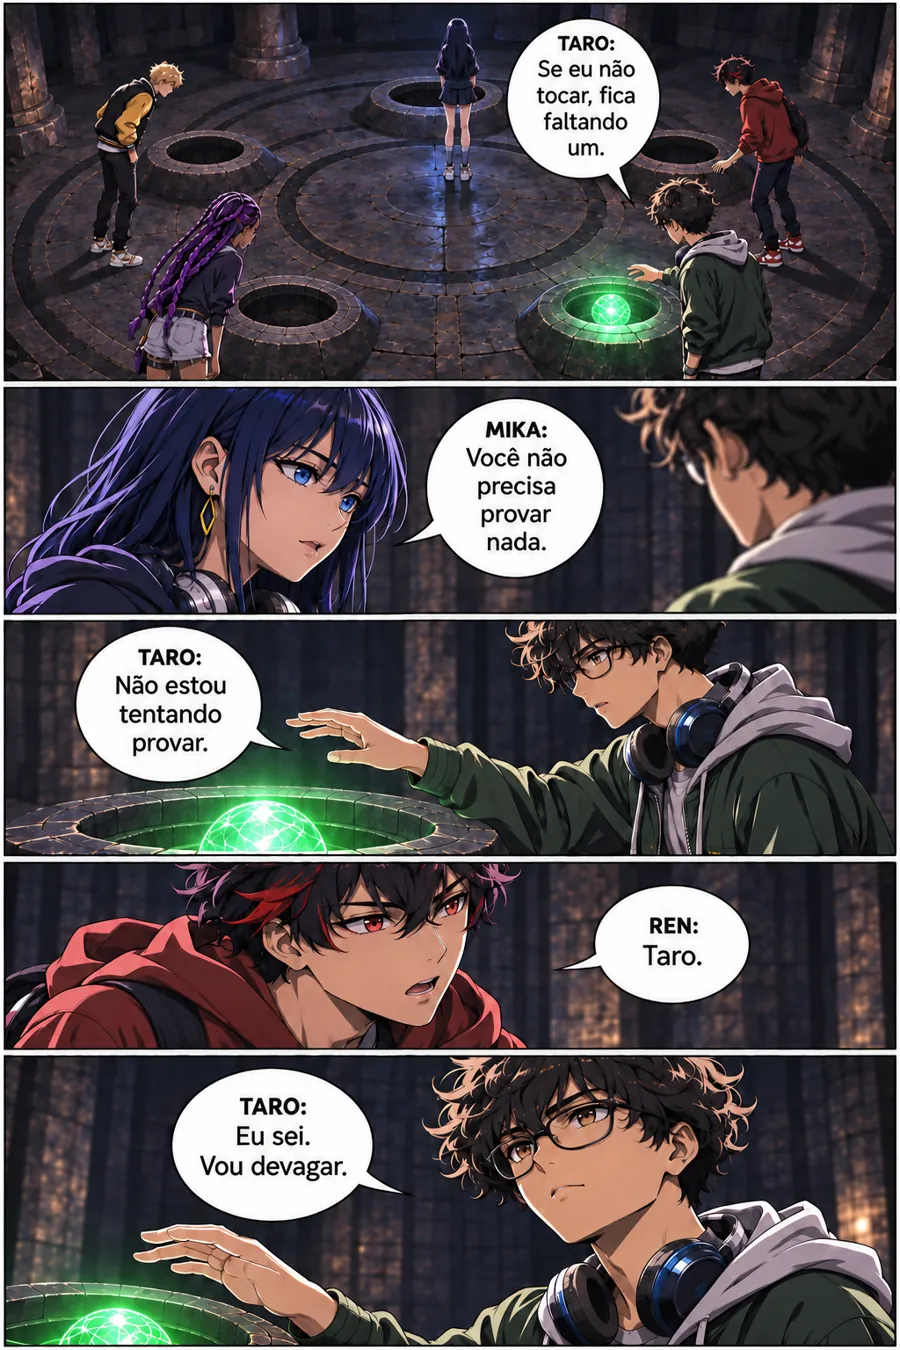 TARO:
Se eu não
tocar, fica
faltando
um.
MIKA:
Você não
precisa
provar
nada.
TARO:
Não estou
tentando
provar.
REN:
Taro.
TARO:
Eu sei.
Vou devagar.